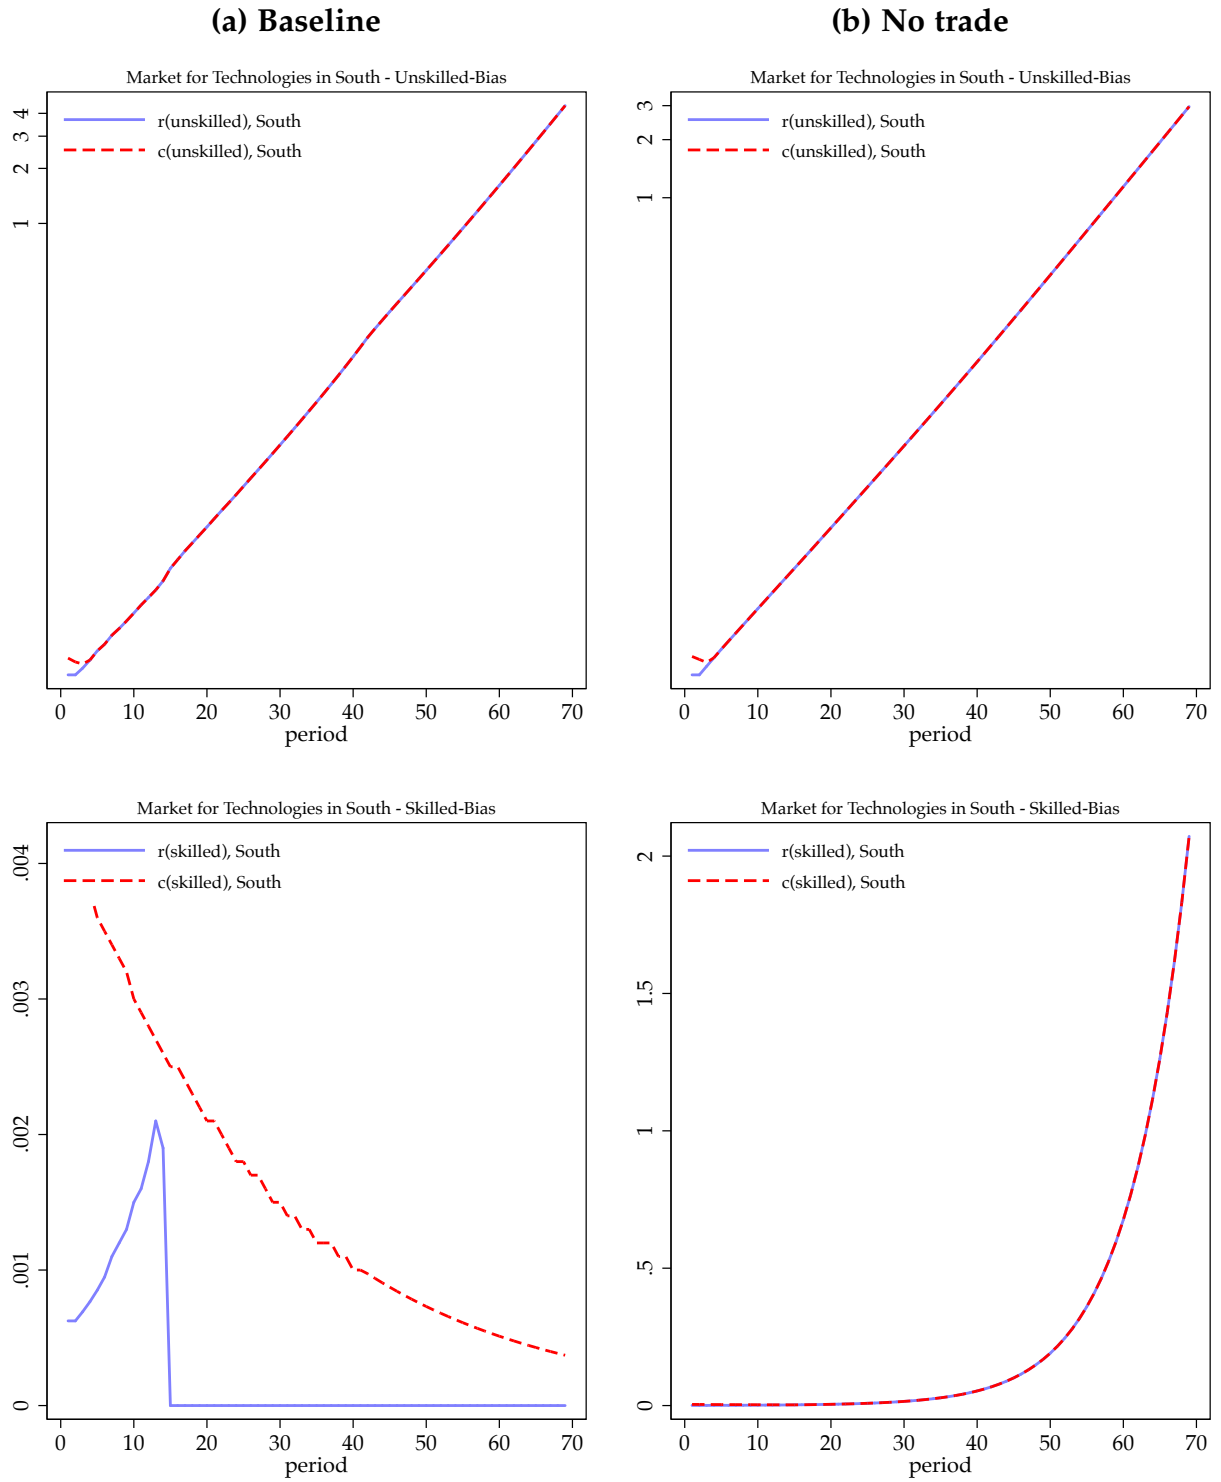 (a) Baseline
(b) No trade
Market for Technologies in South - Unskilled-Bias
r(unskilled), South
c(unskilled), South
4
3
2
1
0 10 20 30 40 50 60 70
period
Market for Technologies in South - Unskilled-Bias
r(unskilled), South
c(unskilled), South
3
2
1
0 10 20 30 40 50 60 70
period
Market for Technologies in South - Skilled-Bias
r(skilled), South
c(skilled), South
.004
.003
.002
.001
0
0 10 20 30 40 50 60 70
period
Market for Technologies in South - Skilled-Bias
r(skilled), South
c(skilled), South
2
1.5
1
.5
0
0 10 20 30 40 50 60 70
period